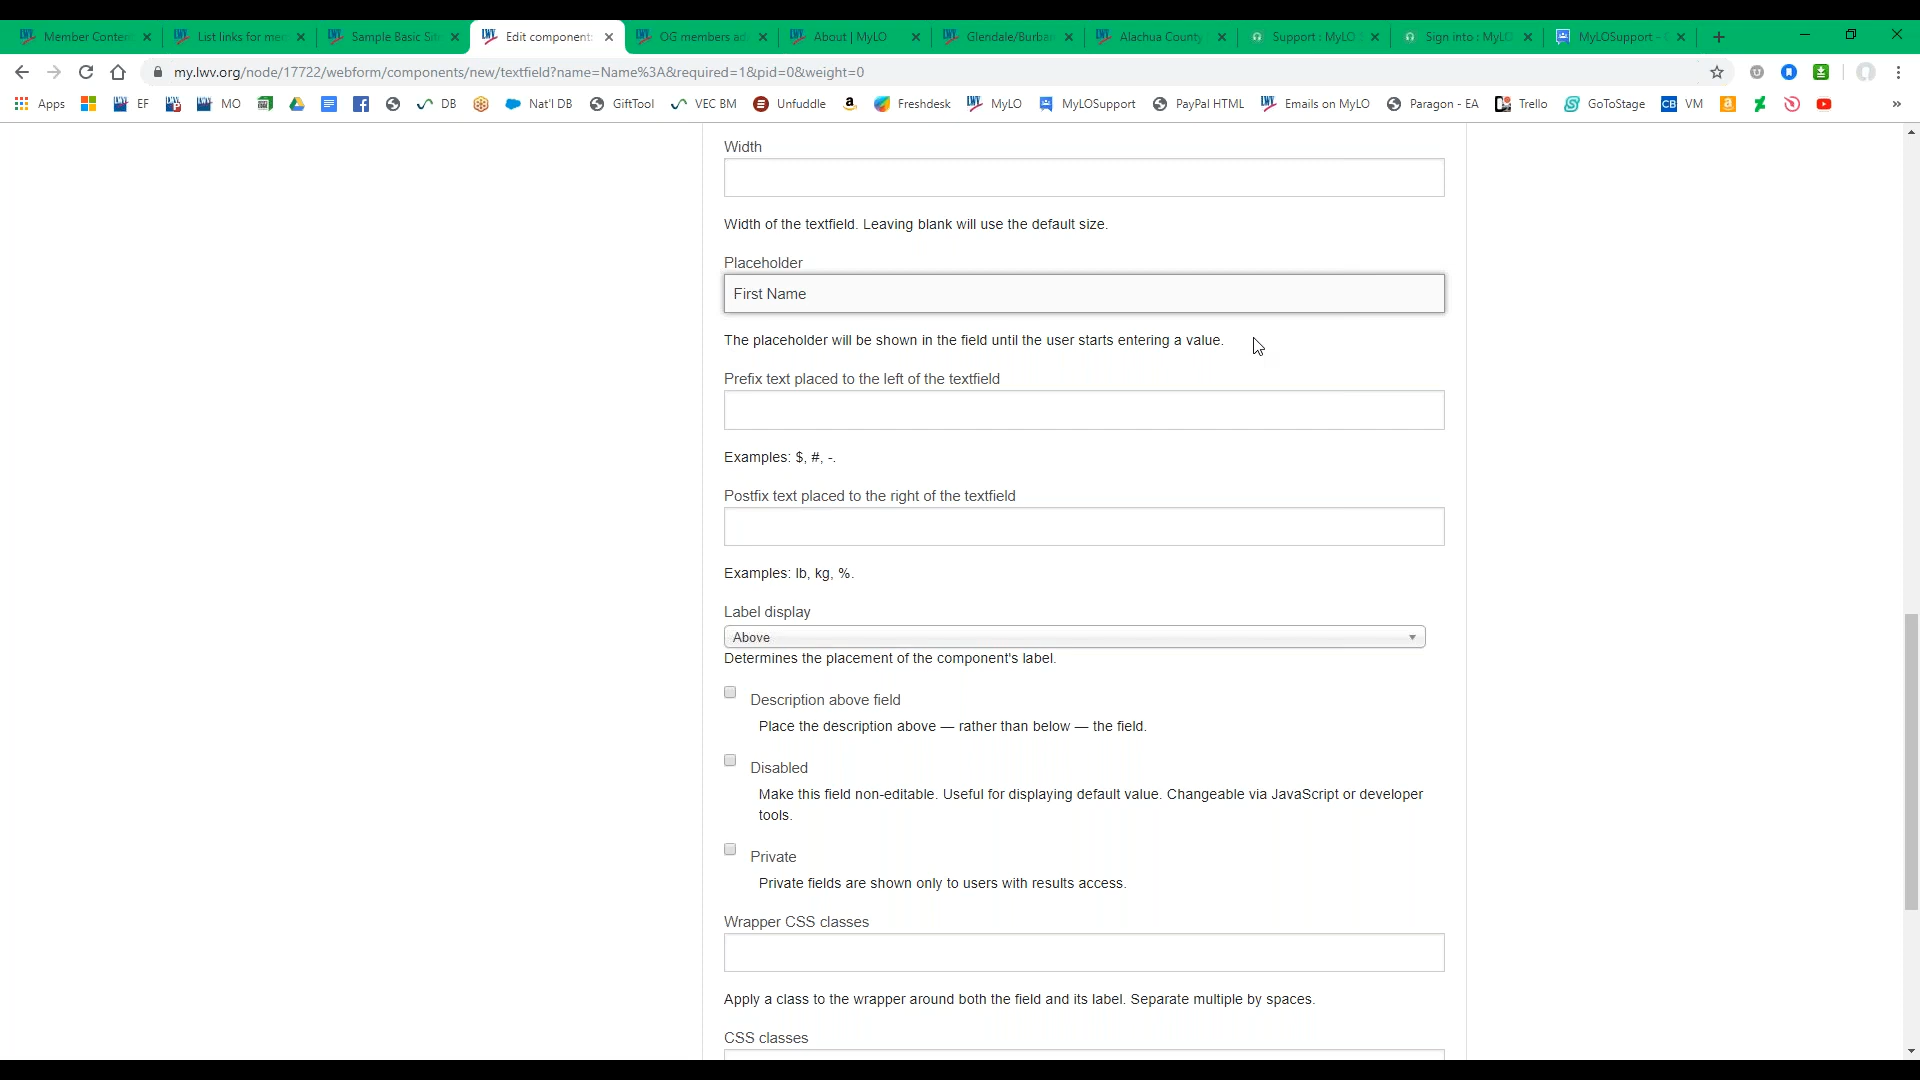 Member Conten
List links for mem
Sample Basic Sit
Edit component
OG members ad
About | MyLO
Glendale/Burba
Alachua County
Support : MyLO S
Sign into : MyLO
MyLOSupport -
my.lwv.org/node/17722/webform/components/new/textfield?name=Name%3A&required=1&pid=0&weight=0
Apps EF MO DB Nat'l DB GiftTool VEC BM Unfuddle Freshdesk MyLO MyLOSupport PayPal HTML Emails on MyLO Paragon - EA Trello GoToStage VM »
Width
Width of the textfield. Leaving blank will use the default size.
Placeholder
First Name
The placeholder will be shown in the field until the user starts entering a value.
Prefix text placed to the left of the textfield
Examples: $, #, -.
Postfix text placed to the right of the textfield
Examples: lb, kg, %.
Label display
Above
Determines the placement of the component's label.
Description above field
Place the description above — rather than below — the field.
Disabled
Make this field non-editable. Useful for displaying default value. Changeable via JavaScript or developer
tools.
Private
Private fields are shown only to users with results access.
Wrapper CSS classes
Apply a class to the wrapper around both the field and its label. Separate multiple by spaces.
CSS classes